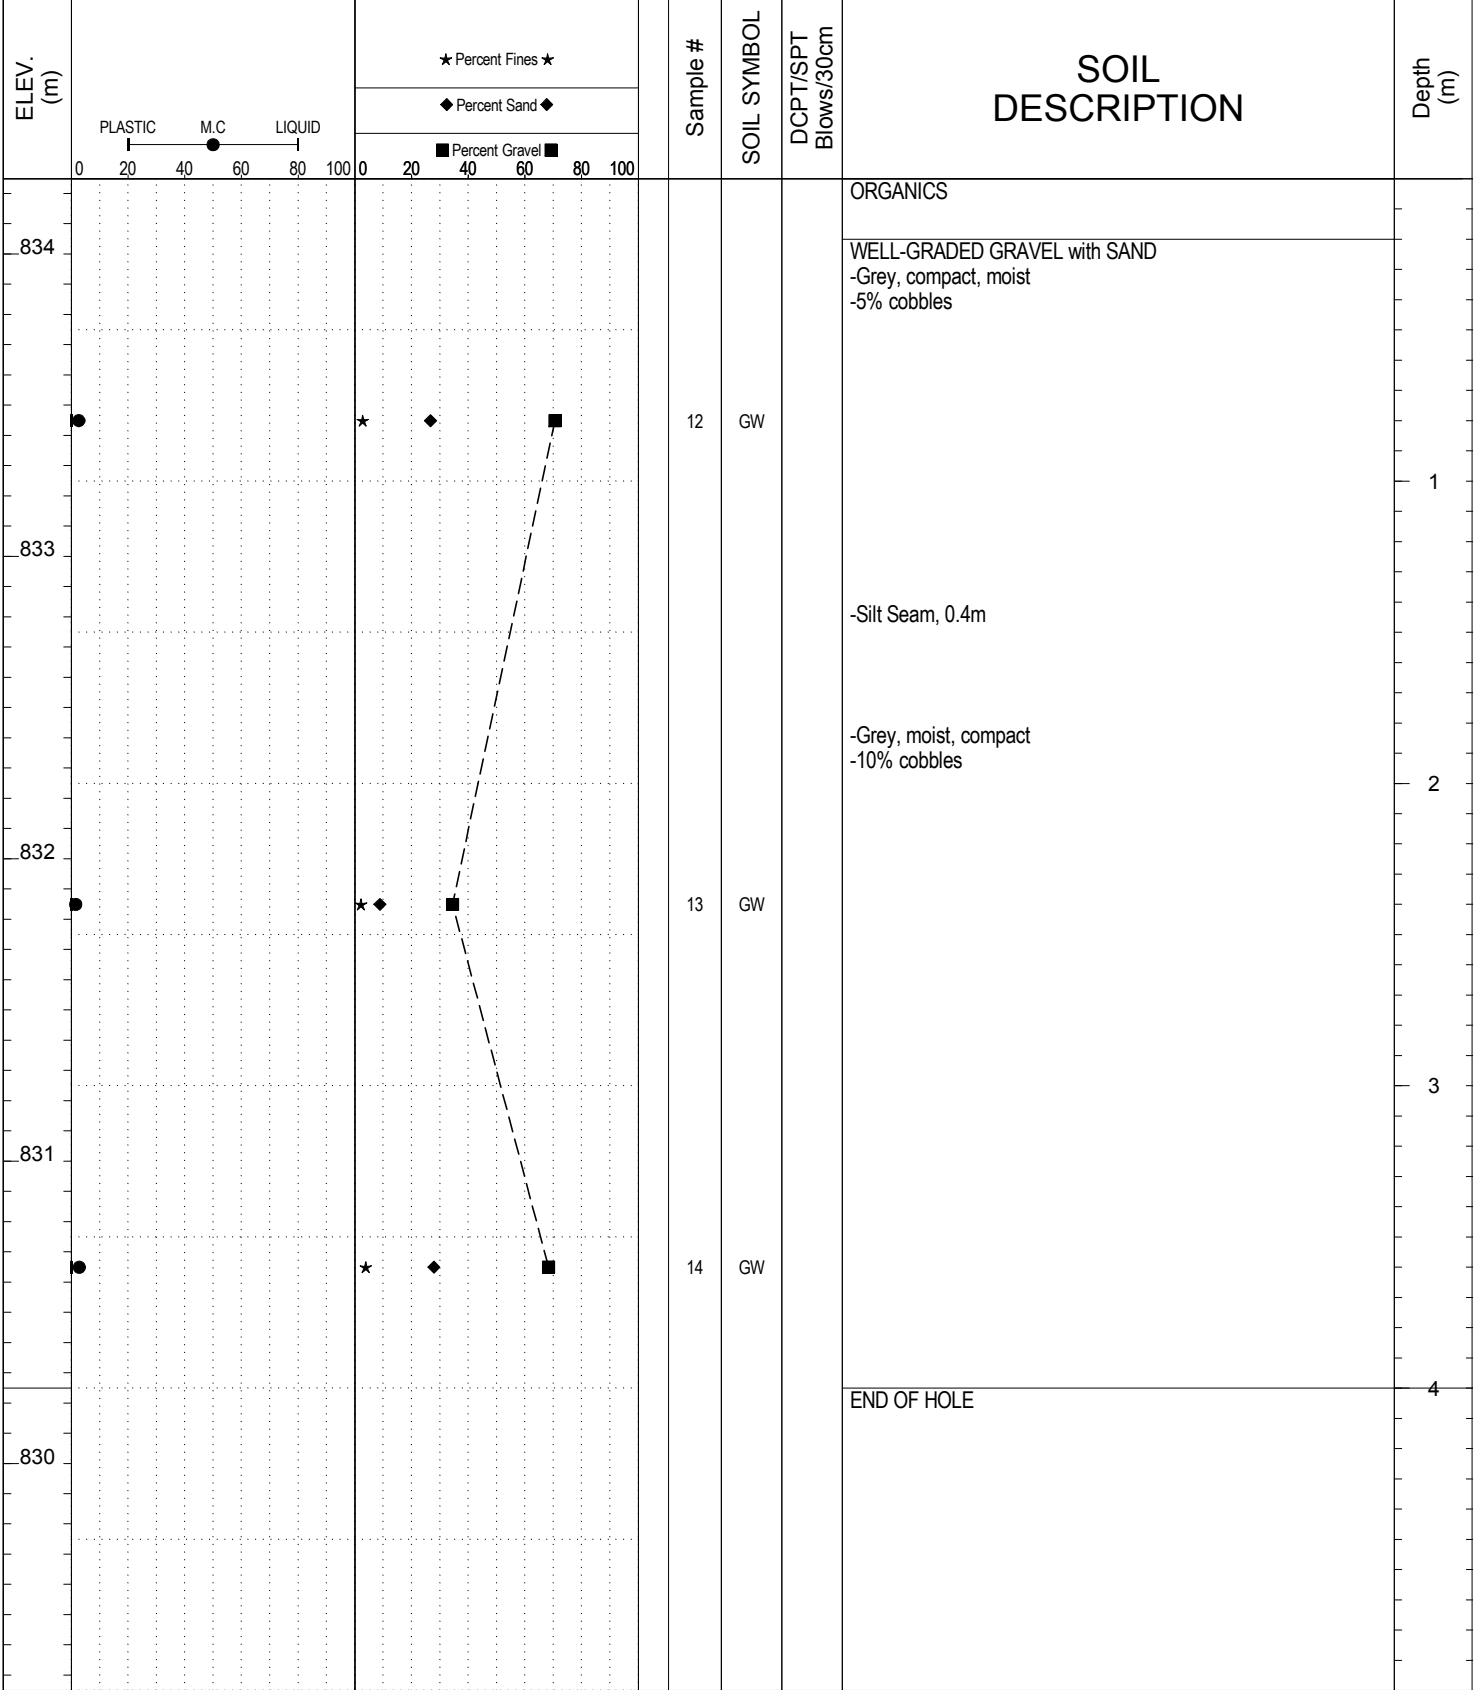 ELEV.
(m)
PLASTIC M.C LIQUID
0 20 40 60 80 100
★ Percent Fines ★
◆ Percent Sand ◆
■ Percent Gravel ■
0 20 40 60 80 100
Sample #
SOIL SYMBOL
DCPT/SPT
Blows/30cm
SOIL
DESCRIPTION
Depth
(m)
ORGANICS
834
WELL-GRADED GRAVEL with SAND
-Grey, compact, moist
-5% cobbles
12 GW
1
833
-Silt Seam, 0.4m
-Grey, moist, compact
-10% cobbles
2
832
13 GW
3
831
14 GW
4
END OF HOLE
830